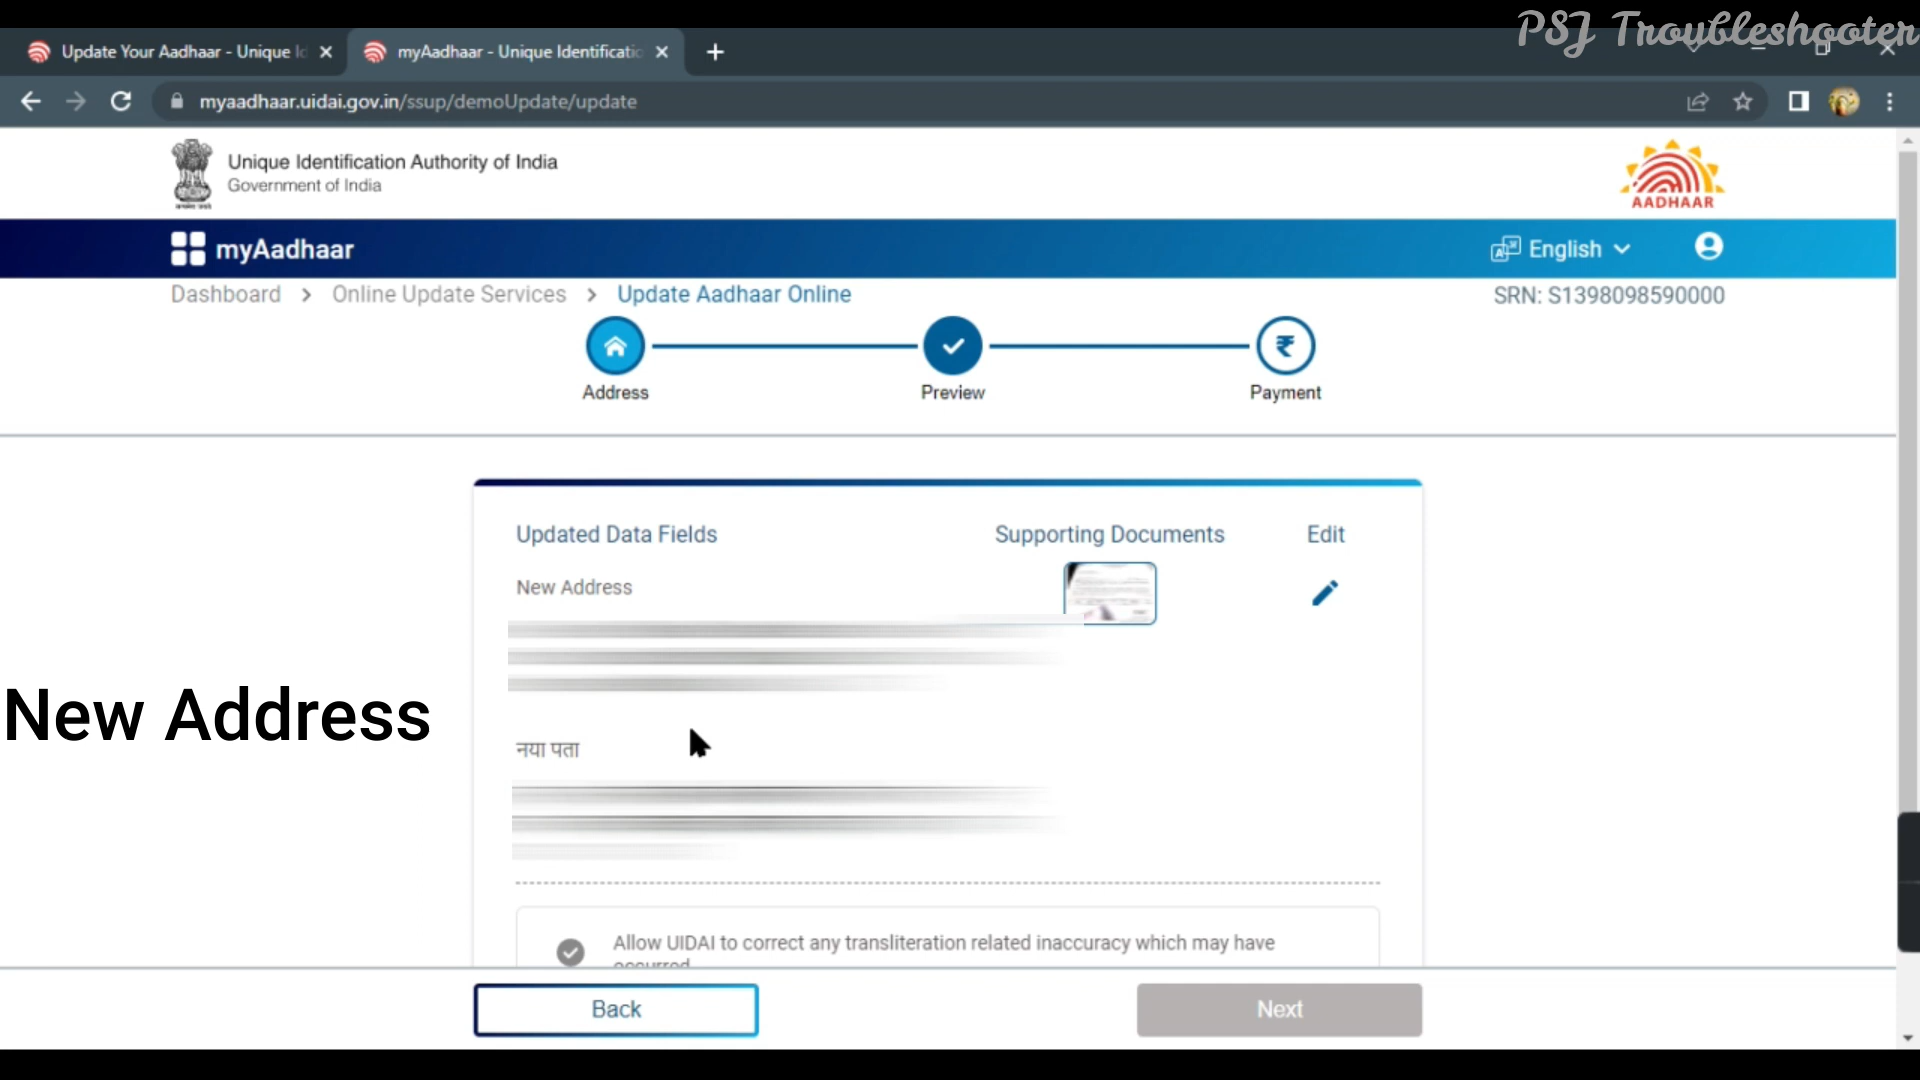 PSJ Troubleshooter
Update Your Aadhaar - Unique Id
myAadhaar - Unique Identificatio
myaadhaar.uidai.gov.in/ssup/demoUpdate/update
Unique Identification Authority of India
Government of India
AADHAAR
myAadhaar
English
Dashboard > Online Update Services > Update Aadhaar Online
SRN: S1398098590000
Address
Preview
₹
Payment
Updated Data Fields
Supporting Documents
Edit
New Address
New Address
नया पता
Allow UIDAI to correct any transliteration related inaccuracy which may have
occurred
Back
Next